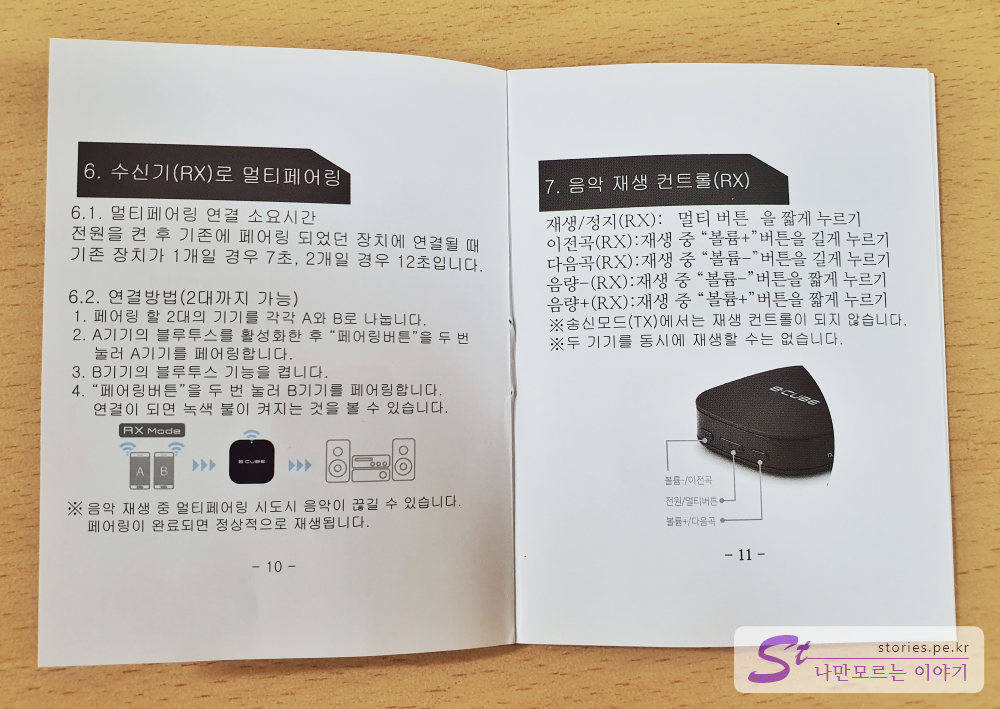 6. 수신기(RX)로 멀티페어링
6.1. 멀티페어링 연결 소요시간
전원을 켠 후 기존에 페어링 되었던 장치에 연결될 때
기존 장치가 1개일 경우 7초, 2개일 경우 12초입니다.
6.2. 연결방법(2대까지 가능)
1. 페어링 할 2대의 기기를 각각 A와 B로 나눕니다.
2. A기기의 블루투스를 활성화한 후 “페어링버튼”을 두 번
눌러 A기기를 페어링합니다.
3. B기기의 블루투스 기능을 켭니다.
4. “페어링버튼”을 두 번 눌러 B기기를 페어링합니다.
연결이 되면 녹색 불이 켜지는 것을 볼 수 있습니다.
RX Mode
A B
B·CUBE
※ 음악 재생 중 멀티페어링 시도시 음악이 끊길 수 있습니다.
페어링이 완료되면 정상적으로 재생됩니다.
- 10 -
7. 음악 재생 컨트롤(RX)
재생/정지(RX): 멀티 버튼 을 짧게 누르기
이전곡(RX):재생 중 “볼륨+”버튼을 길게 누르기
다음곡(RX):재생 중 “볼륨-”버튼을 길게 누르기
음량-(RX):재생 중 “볼륨-”버튼을 짧게 누르기
음량+(RX):재생 중 “볼륨+”버튼을 짧게 누르기
※송신모드(TX)에서는 재생 컨트롤이 되지 않습니다.
※두 기기를 동시에 재생할 수는 없습니다.
B·CUBE
볼륨-/이전곡
전원/멀티버튼
볼륨+/다음곡
- 11 -
St
stories.pe.kr
나만모르는 이야기